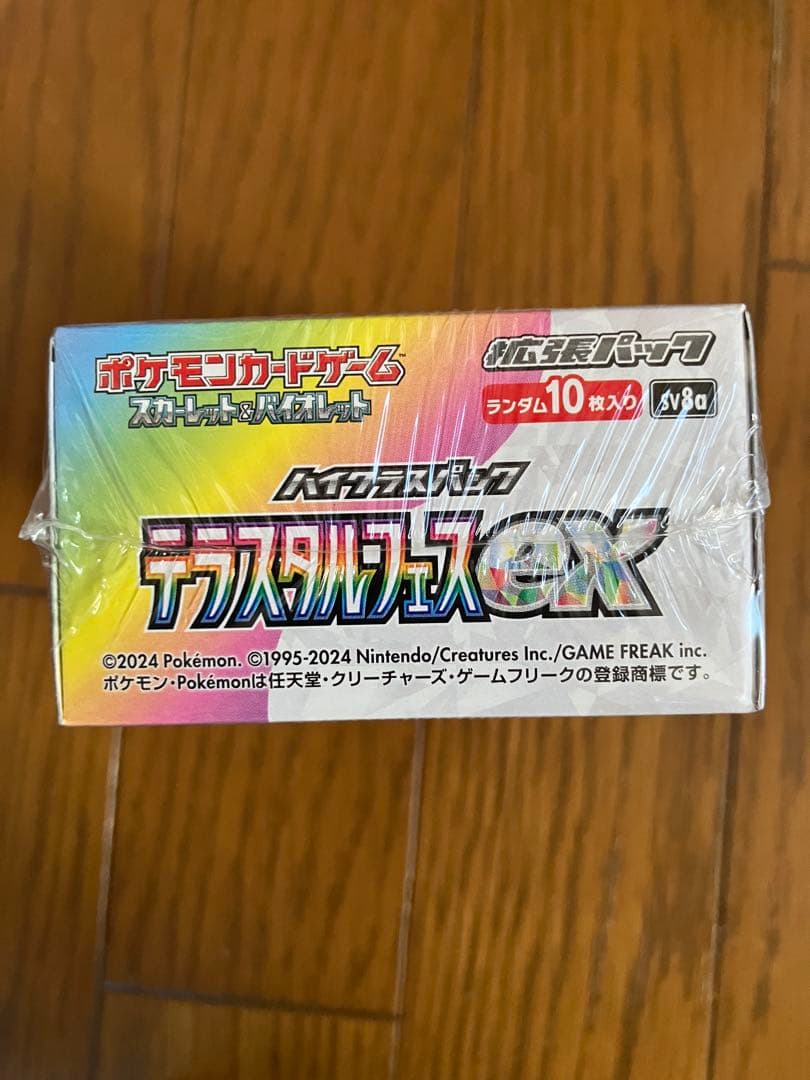 ポケモンカードゲーム™
スカーレット&バイオレット
拡張パック
ランダム10枚入り
sv8a
ハイクラスパック
テラスタルフェスex
©2024 Pokémon. ©1995-2024 Nintendo/Creatures Inc./GAME FREAK inc.
ポケモン・Pokémonは任天堂・クリーチャーズ・ゲームフリークの登録商標です。